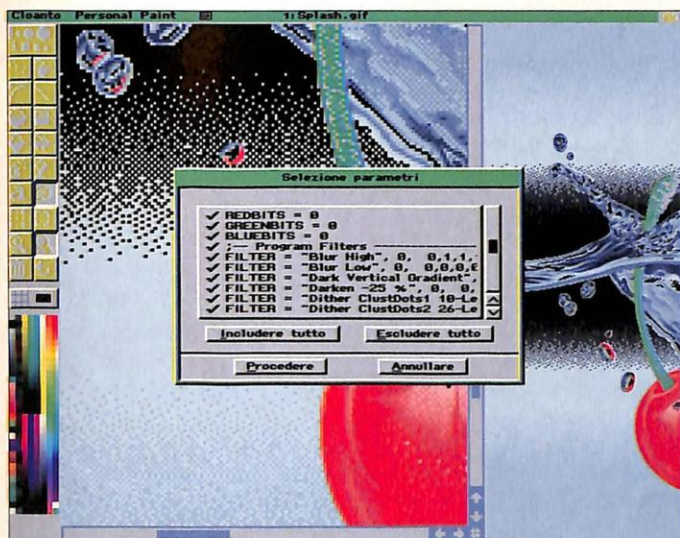 Cloanto Personal Paint 1:Splash.gif
Selezione parametri
✓ REDBITS = 0
✓ GREENBITS = 0
✓ BLUEBITS = 0
✓ ;—— Program Filters ——
✓ FILTER = "Blur High", 0, 0,1,1,
✓ FILTER = "Blur Low", 0, 0,0,0,
✓ FILTER = "Dark Vertical Gradient",
✓ FILTER = "Darken -25 %", 0, 0,
✓ FILTER = "Dither ClustDots1 10-Le
✓ FILTER = "Dither ClustDots2 26-Le
Includere tutto Escludere tutto
Procedere Annullare